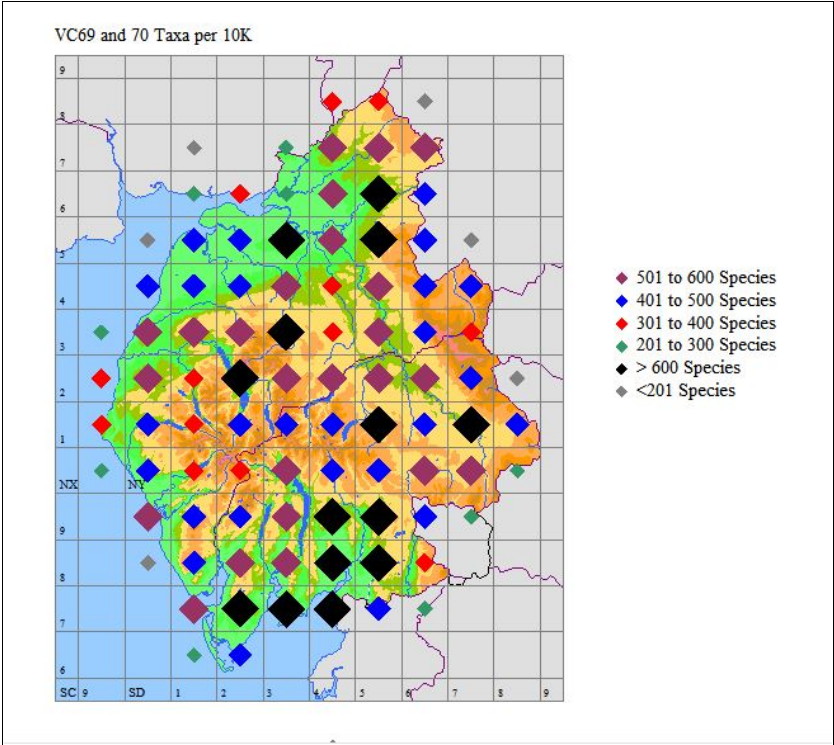 VC69 and 70 Taxa per 10K
9
8
7
6
5
4
3
2
1
NX NY
9
8
7
6
SC 9 SD 1 2 3 4 5 6 7 8 9
501 to 600 Species
401 to 500 Species
301 to 400 Species
201 to 300 Species
> 600 Species
<201 Species